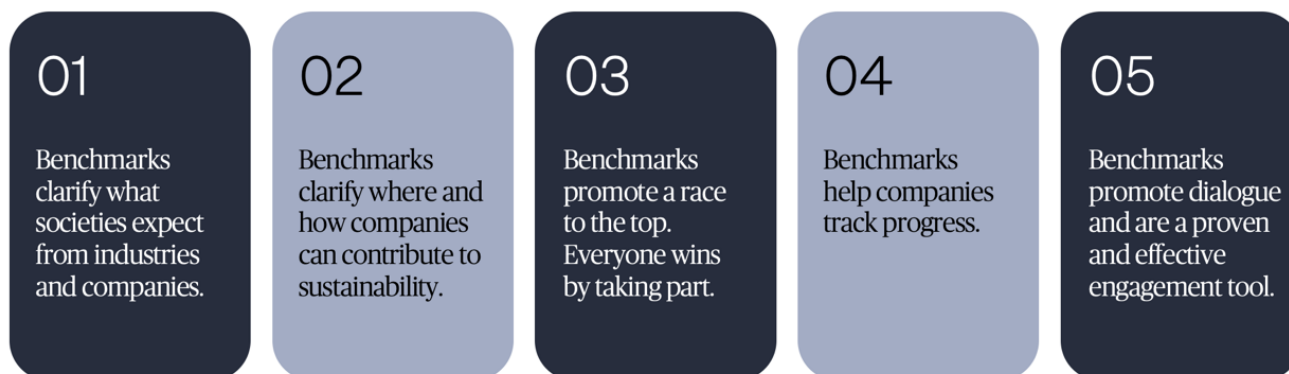 01
Benchmarks
clarify what
societies expect
from industries
and companies.
02
Benchmarks
clarify where and
how companies
can contribute to
sustainability.
03
Benchmarks
promote a race
to the top.
Everyone wins
by taking part.
04
Benchmarks
help companies
track progress.
05
Benchmarks
promote dialogue
and are a proven
and effective
engagement tool.